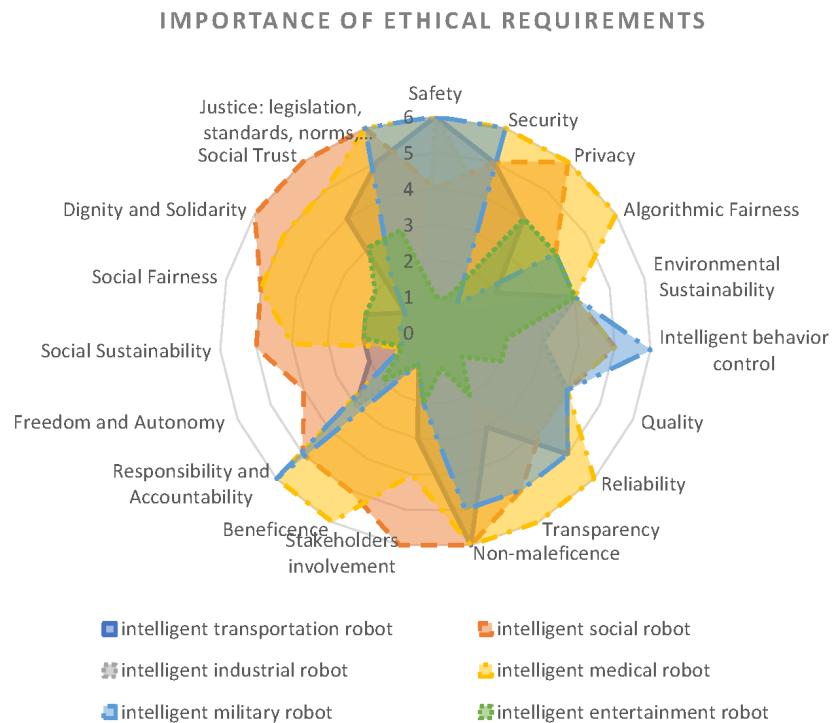 IMPORTANCE OF ETHICAL REQUIREMENTS
Safety
Security
Privacy
Algorithmic Fairness
Environmental
Sustainability
Intelligent behavior
control
Quality
Reliability
Transparency
Non-maleficence
Stakeholders
involvement
Beneficence
Responsibility and
Accountability
Freedom and Autonomy
Social Sustainability
Social Fairness
Dignity and Solidarity
Social Trust
Justice: legislation,
standards, norms,...
6
5
4
3
2
1
0
intelligent transportation robot
intelligent social robot
intelligent industrial robot
intelligent medical robot
intelligent military robot
intelligent entertainment robot